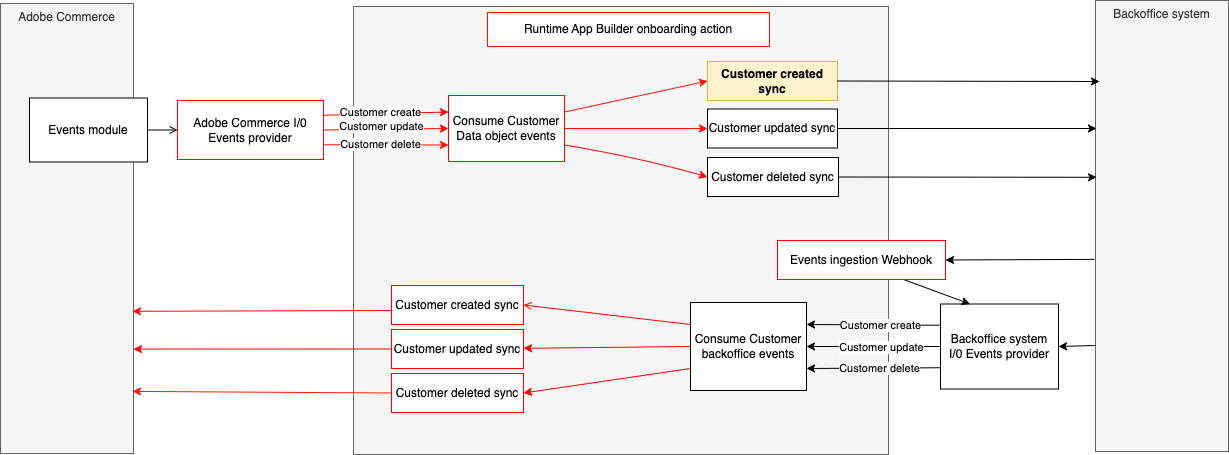 Adobe Commerce
Backoffice system
Runtime App Builder onboarding action
Customer created
sync
Events module
Adobe Commerce I/0
Events provider
Customer create
Customer update
Customer delete
Consume Customer
Data object events
Customer updated sync
Customer deleted sync
Events ingestion Webhook
Customer created sync
Customer updated sync
Customer deleted sync
Consume Customer
backoffice events
Customer create
Customer update
Customer delete
Backoffice system
I/0 Events provider